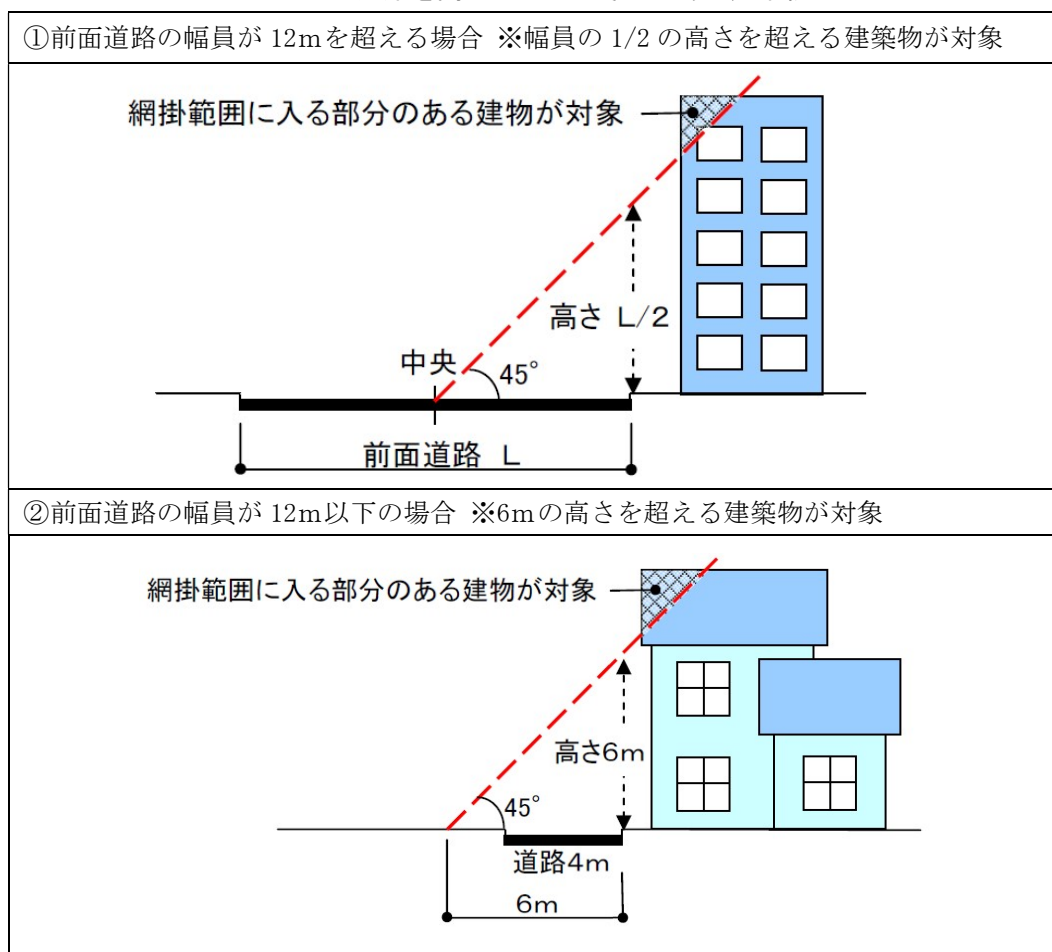 ①前面道路の幅員が 12mを超える場合 ※幅員の 1/2 の高さを超える建築物が対象
網掛範囲に入る部分のある建物が対象
高さ L/2
中央
45°
前面道路 L
②前面道路の幅員が 12m以下の場合 ※6mの高さを超える建築物が対象
網掛範囲に入る部分のある建物が対象
高さ6m
45°
道路4m
6m